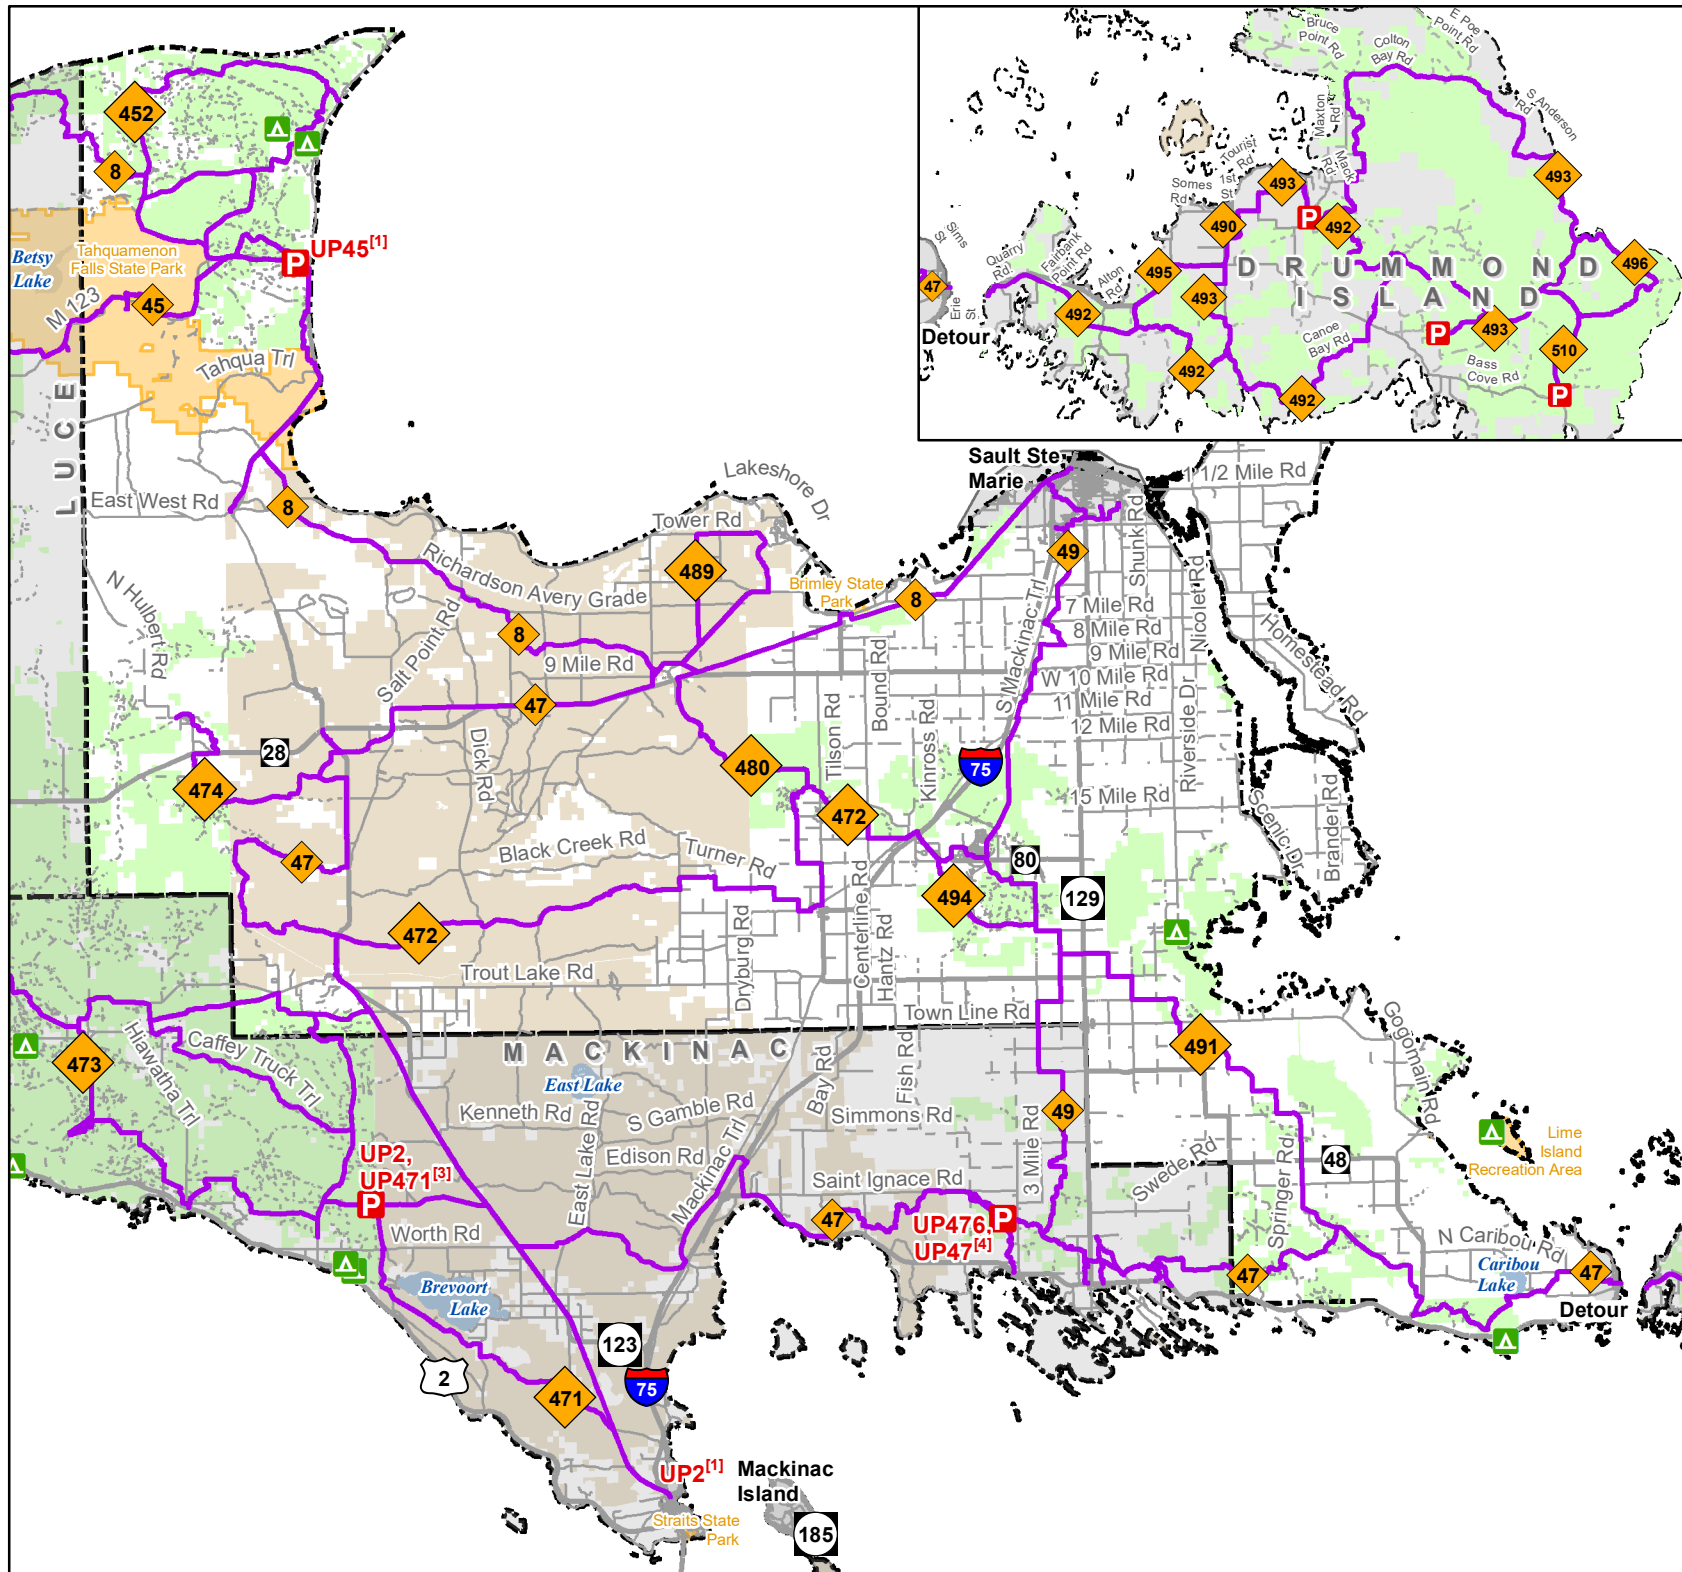 452
8
UP45[1]
Betsy
Lake
Tahquamenon
Falls State Park
45
M 123
Tahqua Trl
LUCE
East West Rd
8
N Hulbert Rd
Richardson Avery Grade
Salt Point Rd
8
9 Mile Rd
47
Dick Rd
28
474
47
Black Creek Rd
Turner Rd
472
Trout Lake Rd
Dryburg Rd
Lakeshore Dr
Tower Rd
489
Brimley State
Park
8
Sault Ste
Marie
1 1/2 Mile Rd
49
Shunk Rd
Nicolet Rd
S Mackinac Trl
7 Mile Rd
8 Mile Rd
9 Mile Rd
W 10 Mile Rd
11 Mile Rd
12 Mile Rd
15 Mile Rd
Homestead Rd
Riverside Dr
Scenic Dr
Brander Rd
Bound Rd
Tilson Rd
Kinross Rd
75
480
472
80
494
129
Centerline Rd
Hantz Rd
Town Line Rd
MACKINAC
East Lake
473
Hiawatha Trl
Caffey Truck Trl
Kenneth Rd
S Gamble Rd
Edison Rd
East Lake Rd
Mackinac Trl
Bay Rd
Fish Rd
Simmons Rd
3 Mile Rd
49
491
Gogomain Rd
Swede Rd
Springer Rd
48
Lime
Island
Recreation Area
UP2,
UP471[3]
Worth Rd
Saint Ignace Rd
47
UP476,
UP47[4]
47
N Caribou Rd
Caribou
Lake
47
Detour
Brevoort
Lake
2
123
75
471
UP2[1]
Mackinac
Island
185
Straits State
Park
Bruce
Point Rd
E Poe
Point Rd
Colton
Bay Rd
S Anderson
Rd
Maxton
Rd
Mack
Rd
Tourist
Rd
1st
St
Somes
Rd
493
490
492
493
495
493
DRUMMOND
ISLAND
496
493
510
Bass
Cove Rd
Canoe
Bay Rd
492
492
492
Alton
Rd
Fairbank
Point Rd
Quarry
Rd
Sims
St
47
Erie
St
Detour
P
P
P
P
P
P